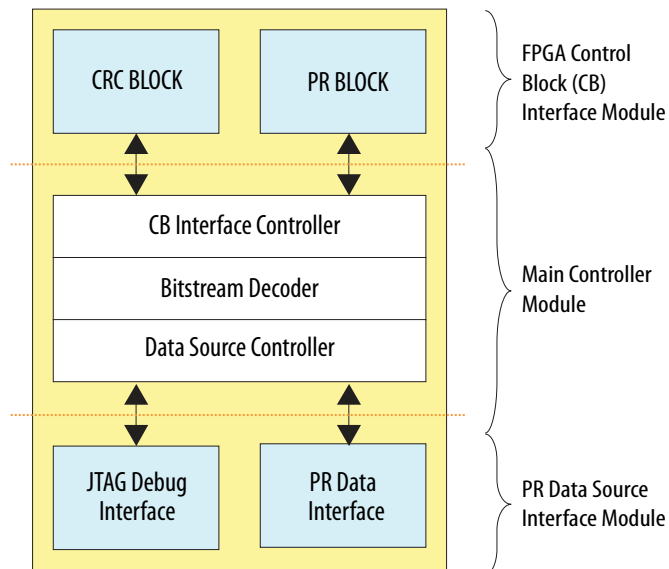 CRC BLOCK
PR BLOCK
FPGA Control
Block (CB)
Interface Module
CB Interface Controller
Bitstream Decoder
Data Source Controller
Main Controller
Module
JTAG Debug
Interface
PR Data
Interface
PR Data Source
Interface Module